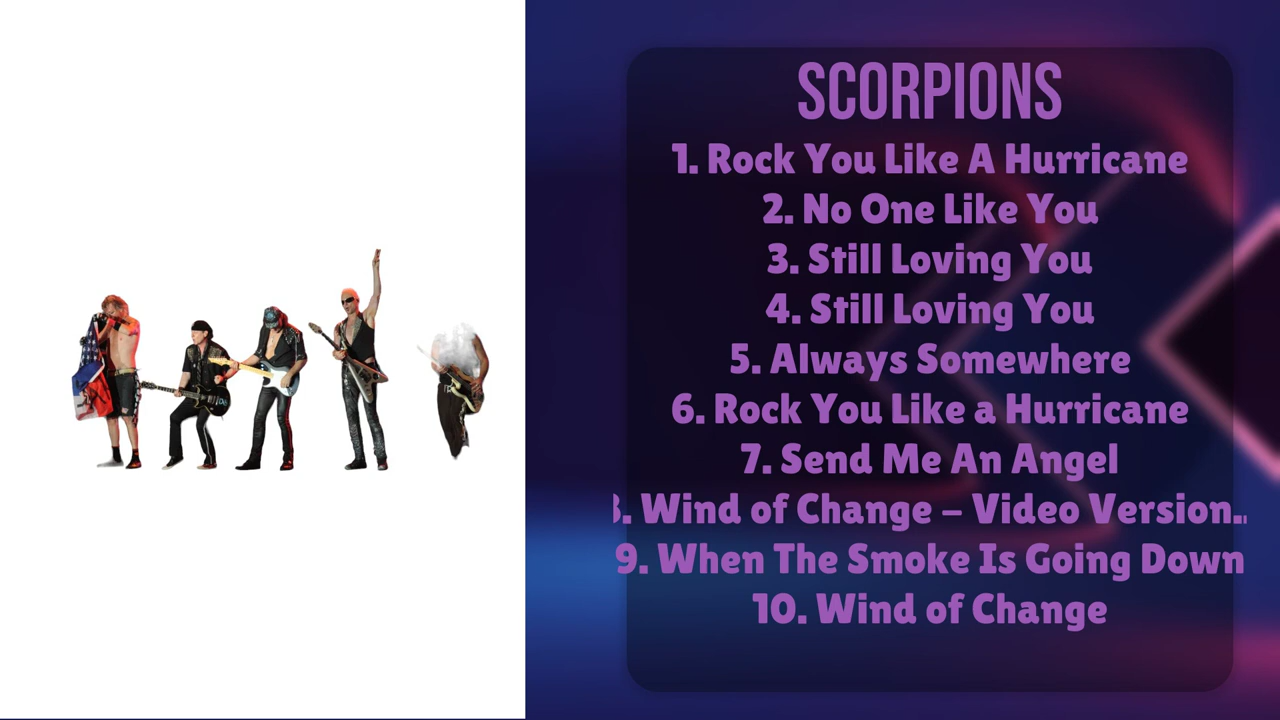 SCORPIONS
1. Rock You Like A Hurricane
2. No One Like You
3. Still Loving You
4. Still Loving You
5. Always Somewhere
6. Rock You Like a Hurricane
7. Send Me An Angel
8. Wind of Change – Video Version..
9. When The Smoke Is Going Down
10. Wind of Change